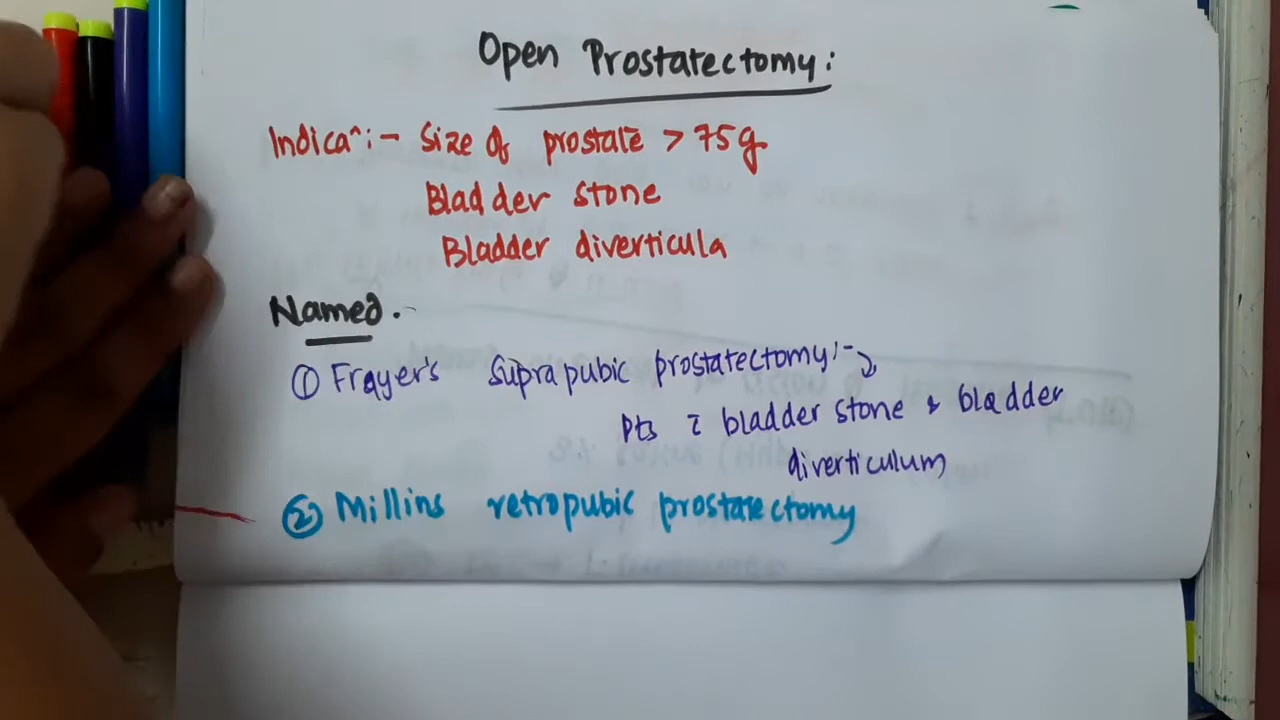 Open Prostatectomy:
Indicaⁿ:- Size of prostate > 75g
Bladder stone
Bladder diverticula
Named.-
① Frayer's Suprapubic prostatectomy:-
Pts c̄ bladder stone & bladder
diverticulum
② Millins retropubic prostatectomy